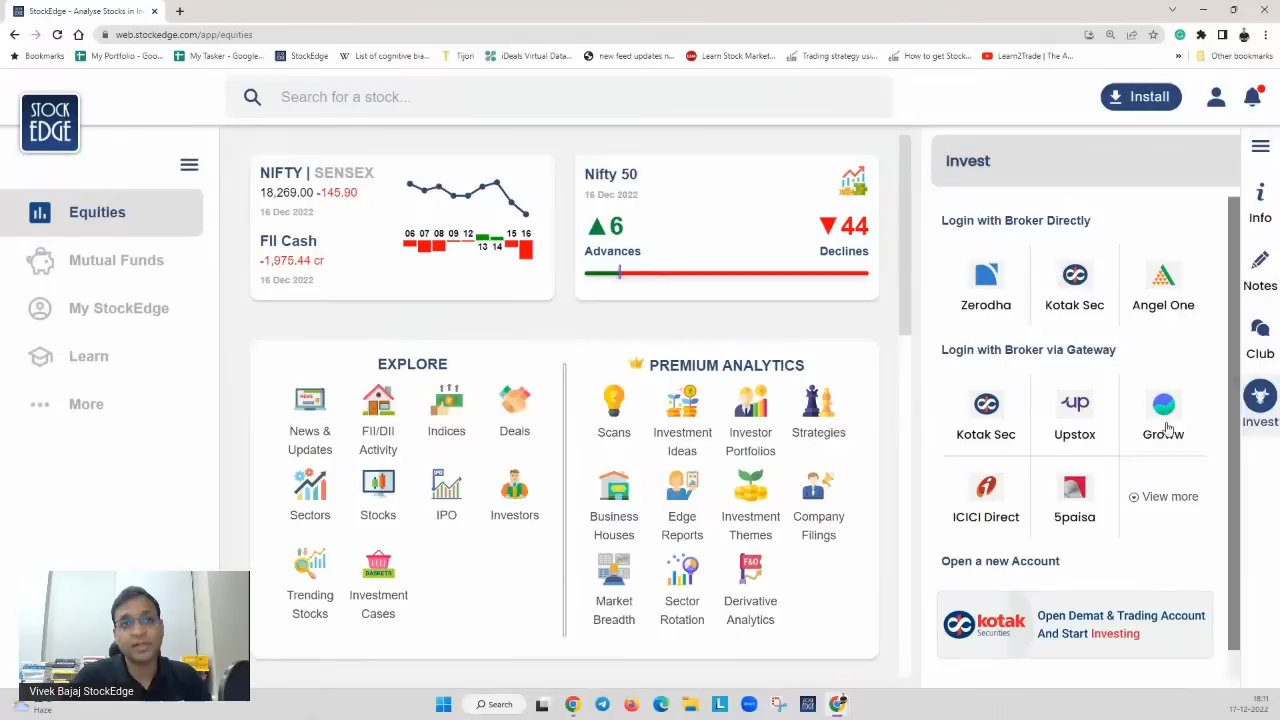 StockEdge - Analyse Stocks in In
web.stockedge.com/app/equities
Bookmarks
My Portfolio - Goo...
My Tasker - Google...
StockEdge
List of cognitive bia...
Tijori
iDeals Virtual Data...
new feed updates n...
Learn Stock Market...
Trading strategy usi...
How to get Stock...
Learn2Trade | The A...
Other bookmarks
STOCK
EDGE
Search for a stock...
Install
Equities
Mutual Funds
My StockEdge
Learn
More
NIFTY | SENSEX
18,269.00 -145.90
16 Dec 2022
FII Cash
-1,975.44 cr
16 Dec 2022
06 07 08 09 12 13 14 15 16
Nifty 50
16 Dec 2022
▲6
▼44
Advances
Declines
EXPLORE
News & Updates
FII/DII Activity
Indices
Deals
Sectors
Stocks
IPO
Investors
Trending Stocks
Investment Cases
PREMIUM ANALYTICS
Scans
Investment Ideas
Investor Portfolios
Strategies
Business Houses
Edge Reports
Investment Themes
Company Filings
Market Breadth
Sector Rotation
Derivative Analytics
Invest
Login with Broker Directly
Zerodha
Kotak Sec
Angel One
Login with Broker via Gateway
Kotak Sec
Upstox
Groww
ICICI Direct
5paisa
View more
Open a new Account
kotak
Securities
Open Demat & Trading Account
And Start Investing
Info
Notes
Club
Invest
Vivek Bajaj StockEdge
Haze
Search
18:11
17-12-2022